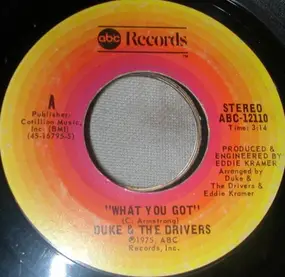 abc Records
TM
A
Publisher:
Cotillion Music,
Inc. (BMI)
(45-16795-S)
STEREO
ABC-12110
Time: 3:14
PRODUCED &
ENGINEERED BY
EDDIE KRAMER
Arranged by
Duke &
The Drivers &
Eddie Kramer
"WHAT YOU GOT"
(C. Armstrong)
DUKE & THE DRIVERS
℗1975, ABC
Records, Inc.